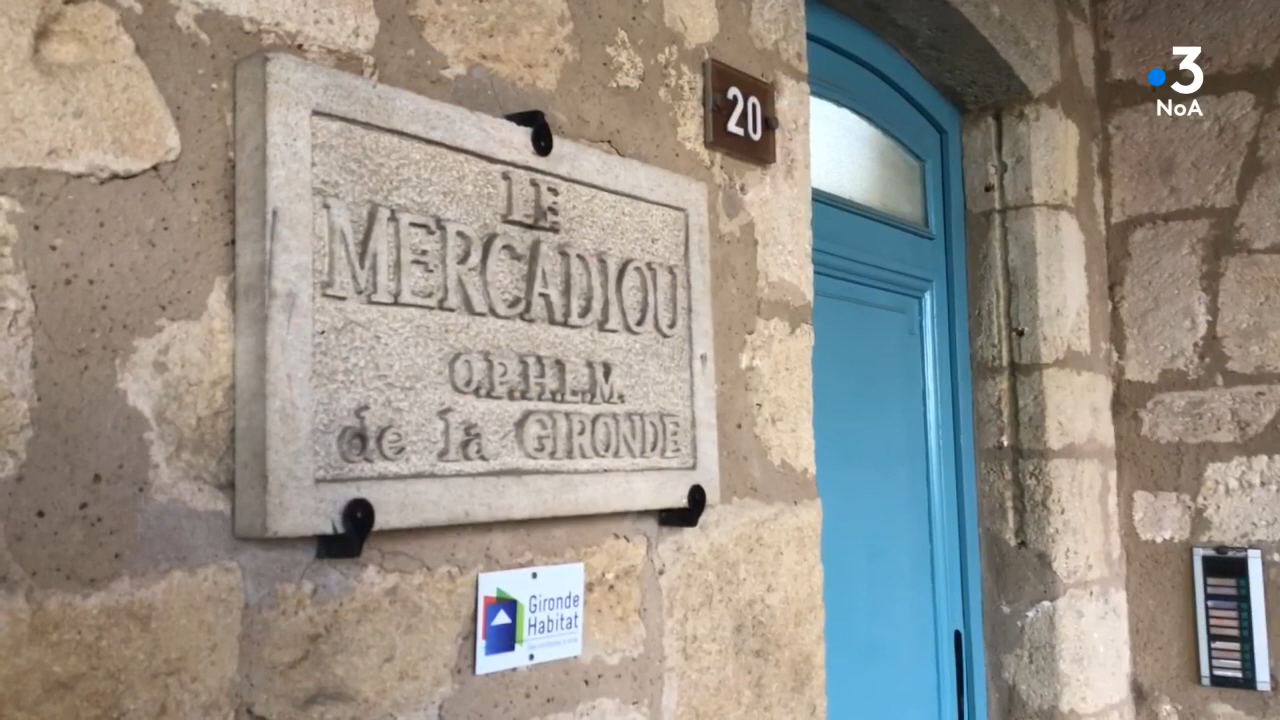 3
NoA
20
LE
MERCADIOU
O.P.H.L.M.
de la GIRONDE
Gironde
Habitat